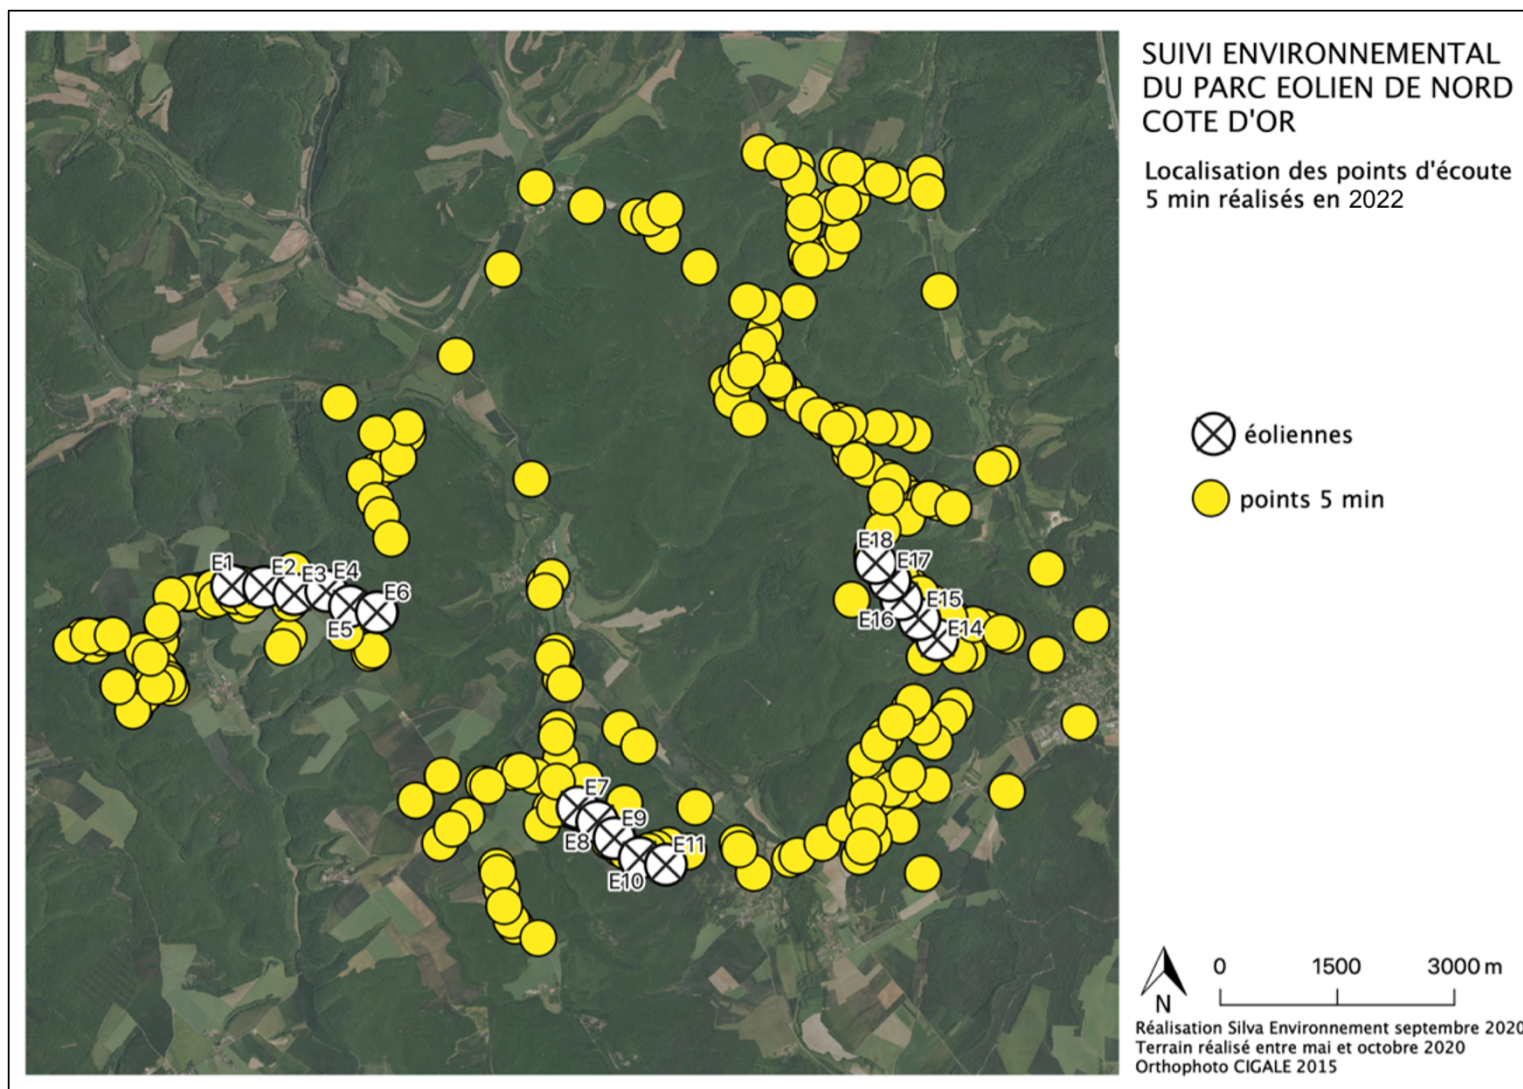 SUIVI ENVIRONNEMENTAL
DU PARC EOLIEN DE NORD
COTE D'OR
Localisation des points d'écoute
5 min réalisés en 2022
éoliennes
points 5 min
E1
E2
E3
E4
E5
E6
E7
E8
E9
E10
E11
E18
E17
E16
E15
E14
N
0 1500 3000 m
Réalisation Silva Environnement septembre 2020
Terrain réalisé entre mai et octobre 2020
Orthophoto CIGALE 2015